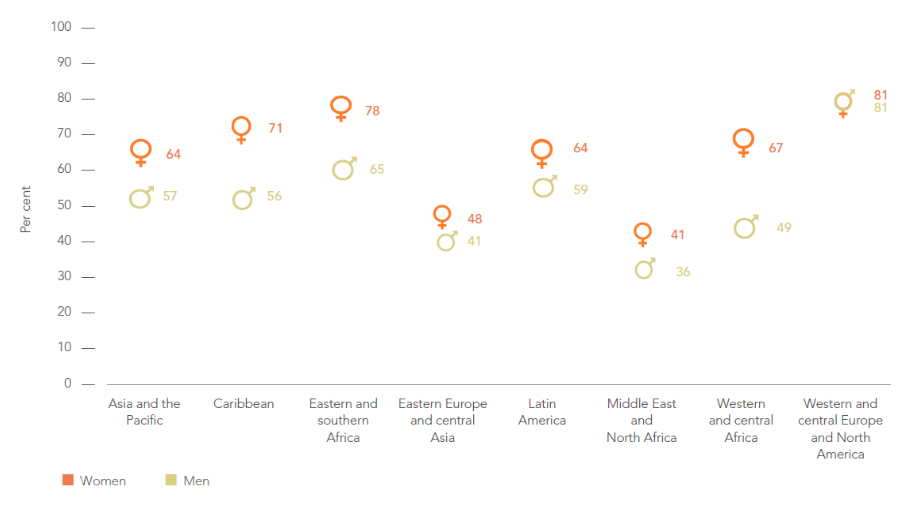 100
90
80
70
60
50
40
30
20
10
0
Per cent
64
57
71
56
78
65
48
41
64
59
41
36
67
49
81
81
Asia and the
Pacific
Caribbean
Eastern and
southern
Africa
Eastern Europe
and central
Asia
Latin
America
Middle East
and
North Africa
Western
and central
Africa
Western and
central Europe
and North
America
Women
Men